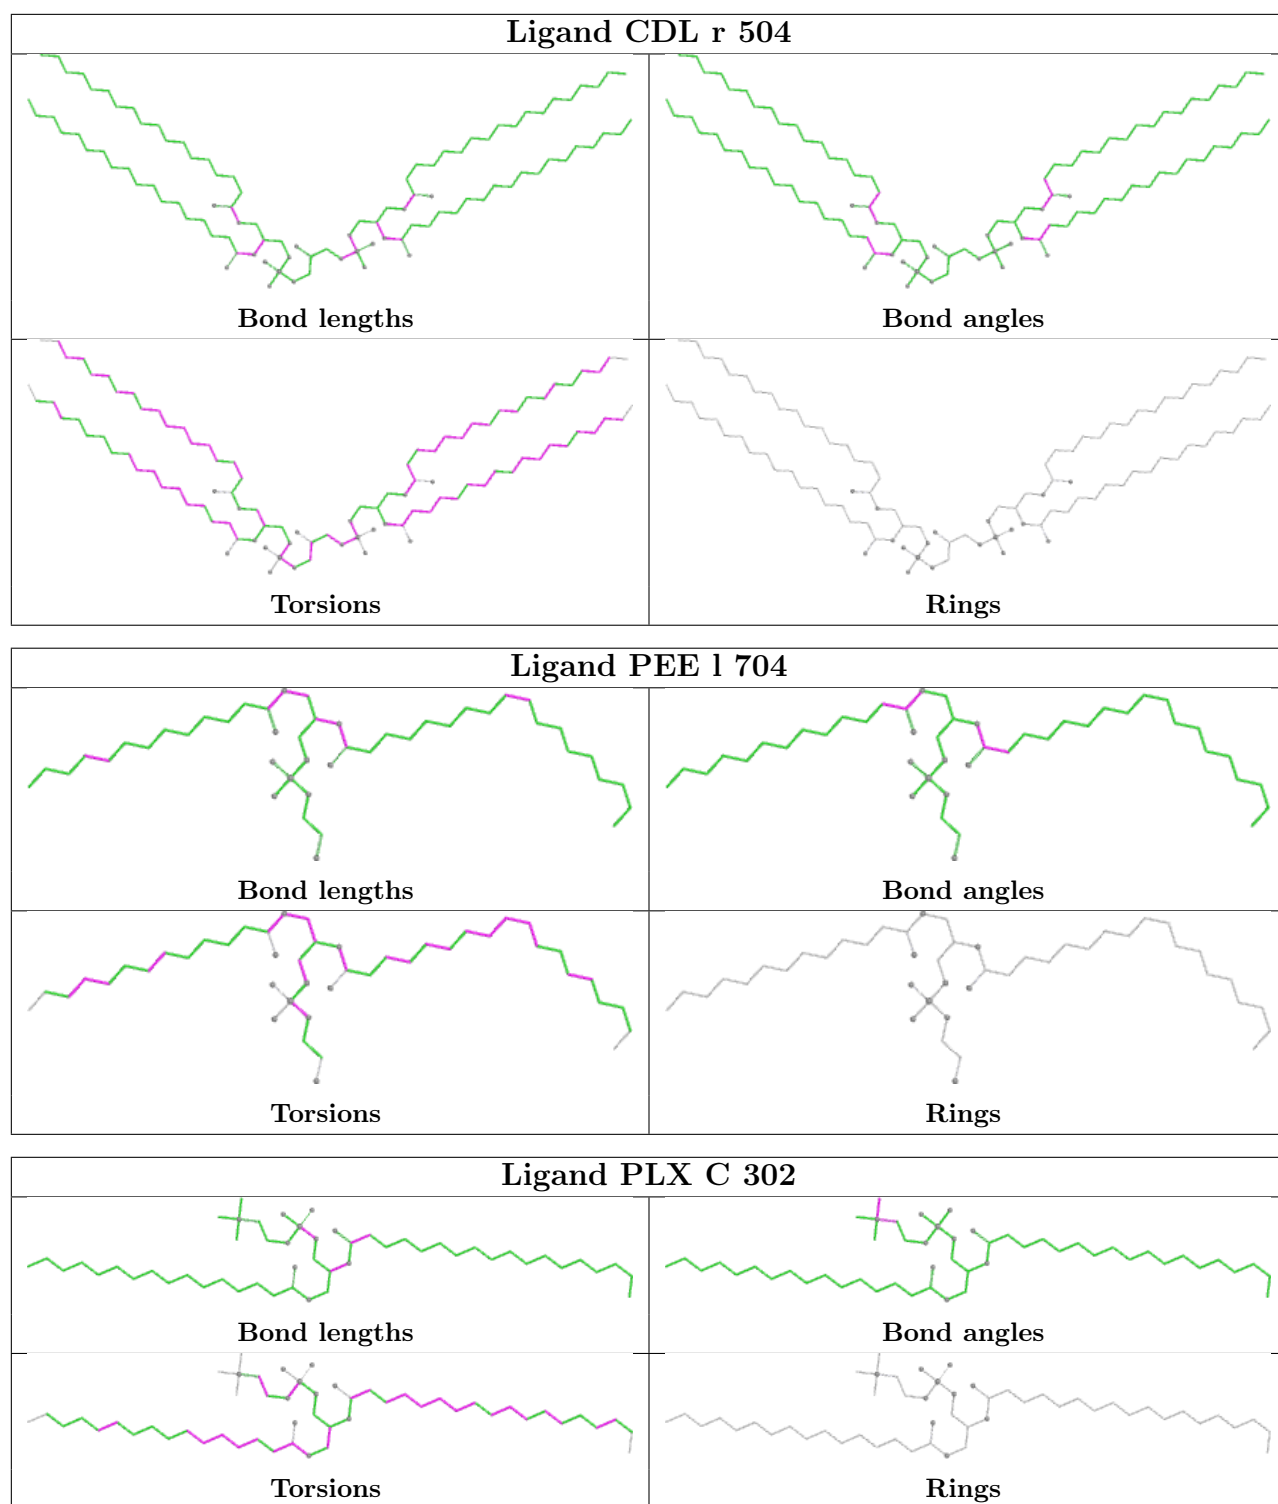 Ligand CDL r 504
Bond lengths
Bond angles
Torsions
Rings
Ligand PEE l 704
Bond lengths
Bond angles
Torsions
Rings
Ligand PLX C 302
Bond lengths
Bond angles
Torsions
Rings